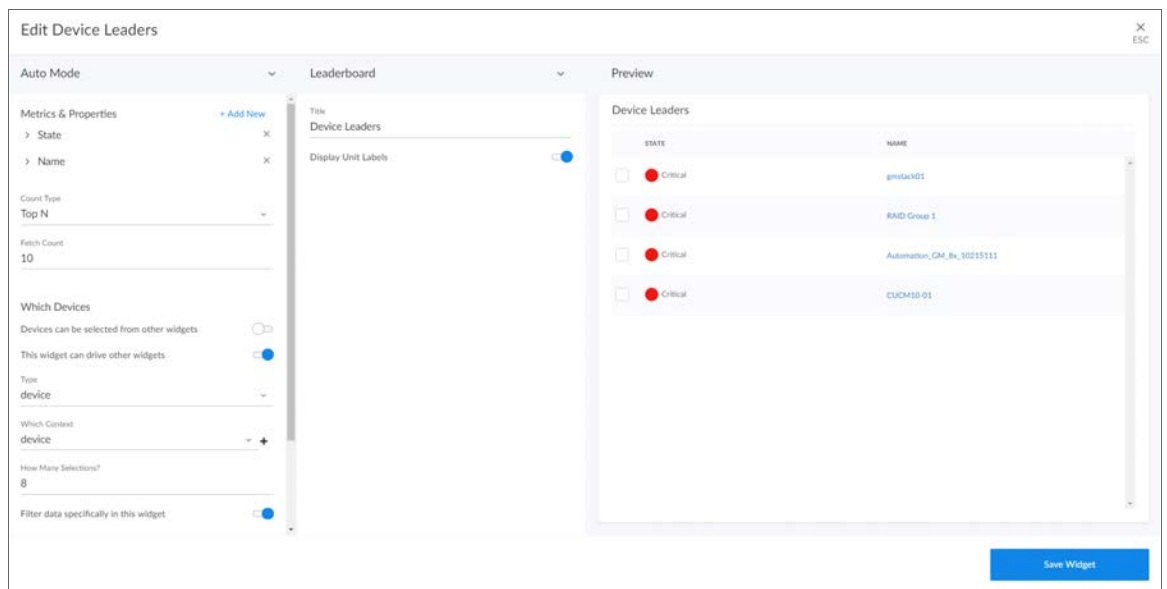 Edit Device Leaders
ESC
Auto Mode
Leaderboard
Preview
Metrics & Properties
+ Add New
State
Name
Count Type
Top N
Fetch Count
10
Which Devices
Devices can be selected from other widgets
This widget can drive other widgets
Type
device
Which Context
device
+
How Many Selections?
8
Filter data specifically in this widget
Title
Device Leaders
Display Unit Labels
Device Leaders
STATE NAME
Critical gmstack01
Critical RAID Group 1
Critical Automation_GM_8x_10215111
Critical CUCM10-01
Save Widget